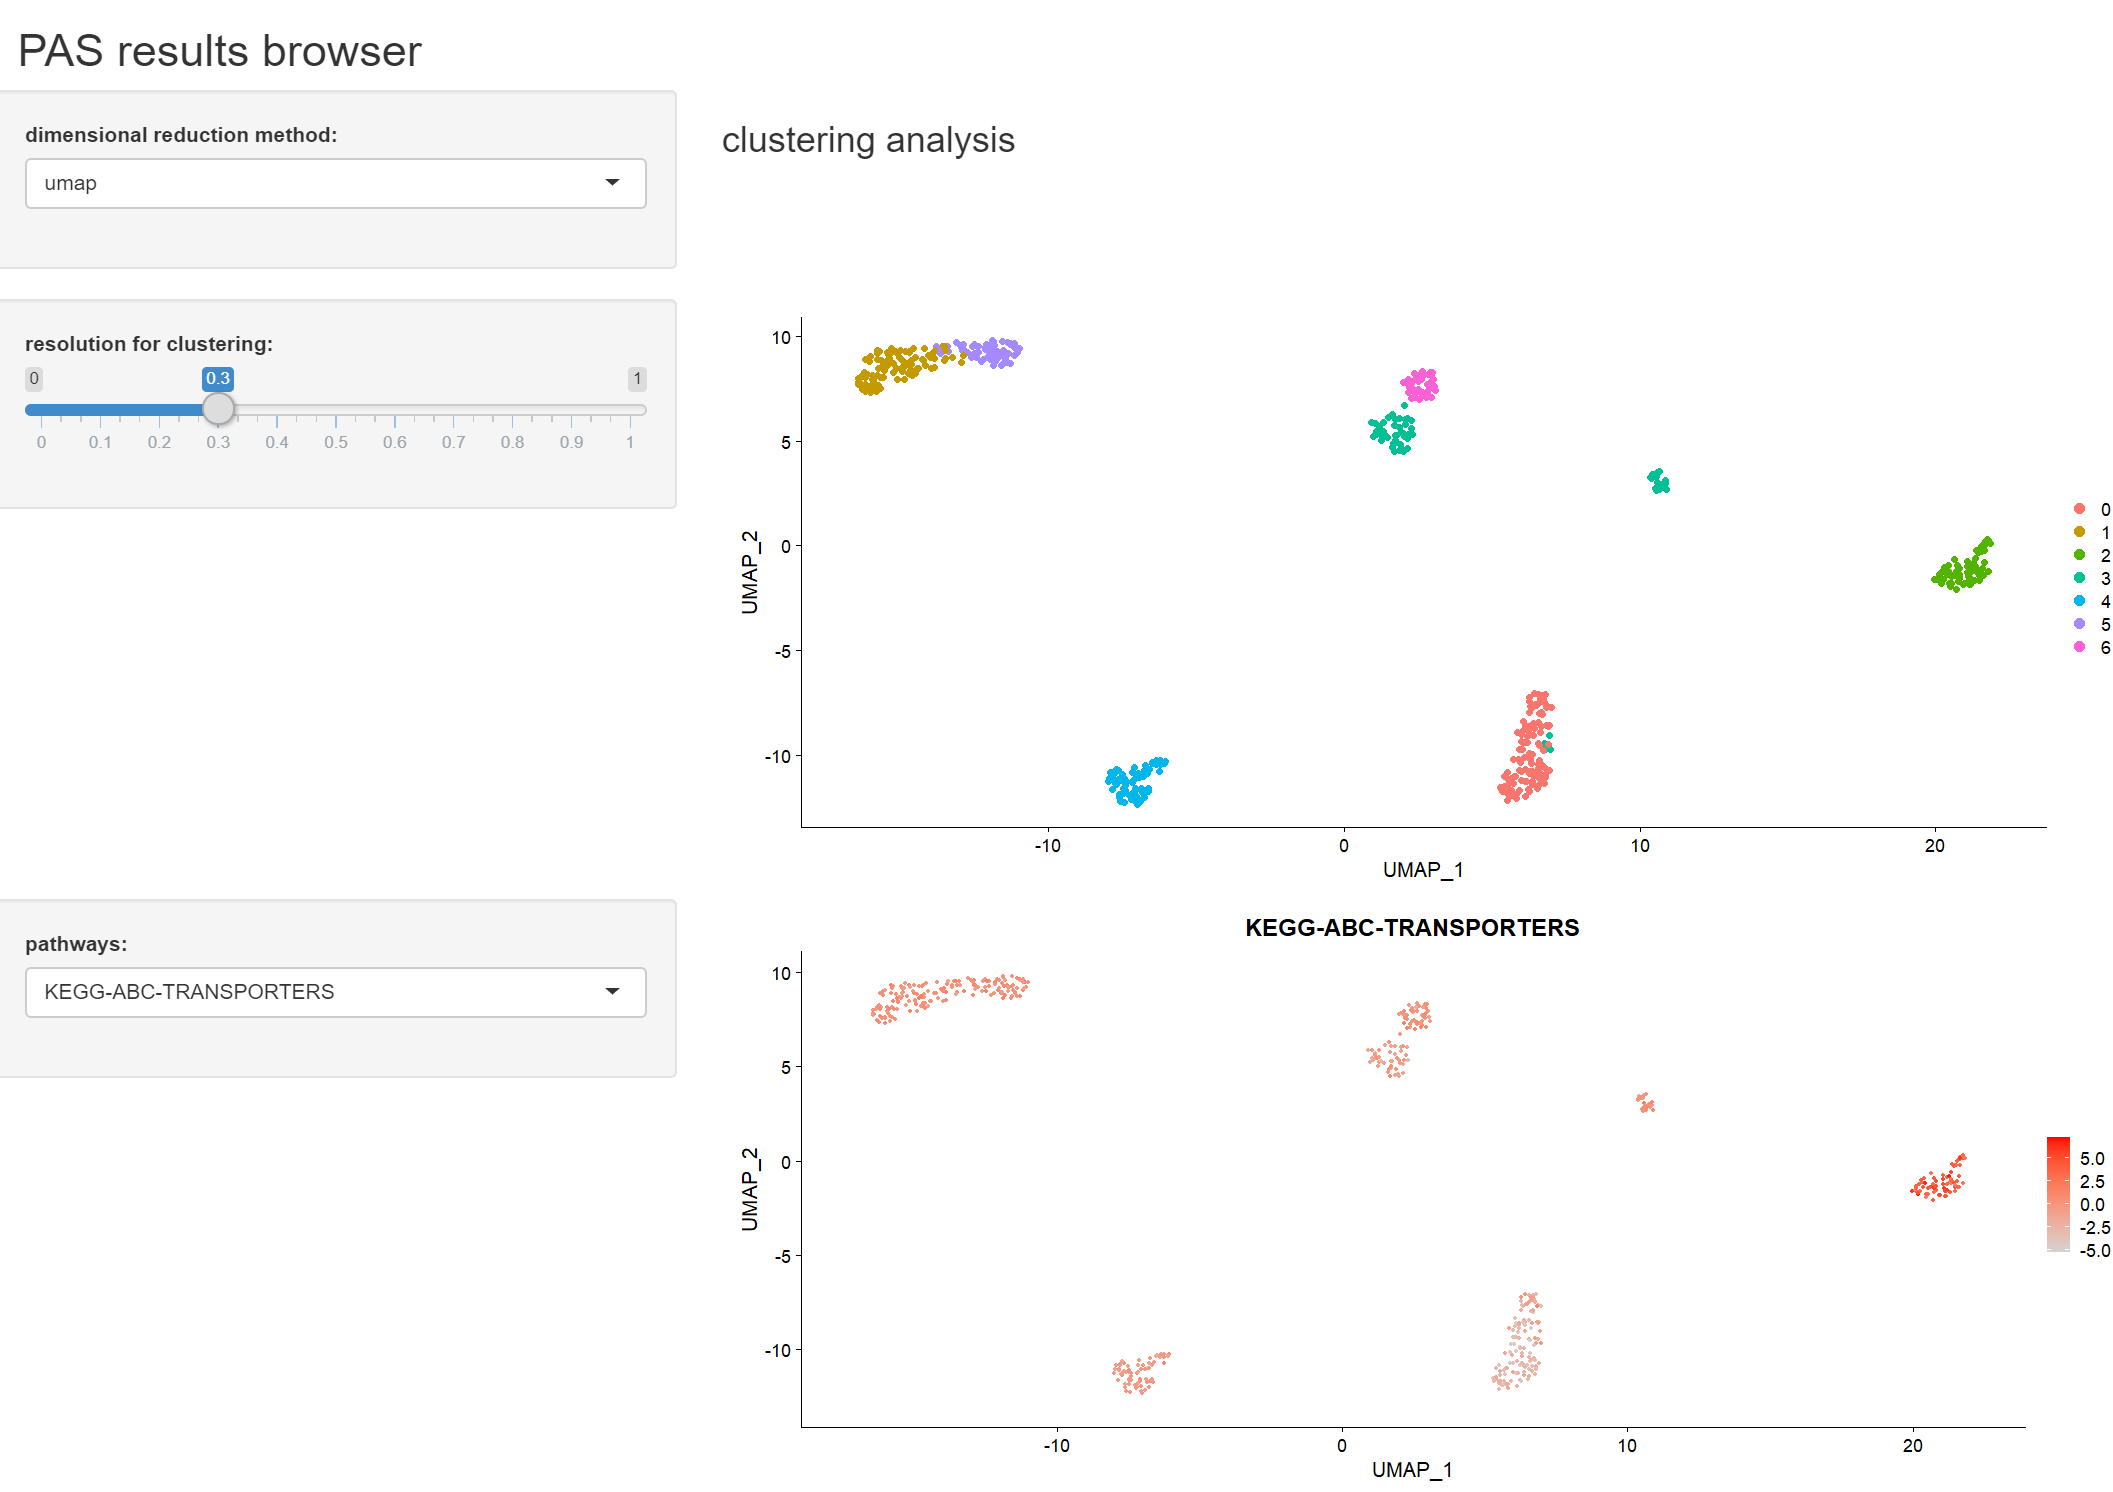 PAS results browser
dimensional reduction method:
umap
clustering analysis
resolution for clustering:
0 0.3 1
0 0.1 0.2 0.3 0.4 0.5 0.6 0.7 0.8 0.9 1
10
5
0
-5
-10
UMAP_2
-10 0 10 20
UMAP_1
0
1
2
3
4
5
6
pathways:
KEGG-ABC-TRANSPORTERS
KEGG-ABC-TRANSPORTERS
10
5
0
-5
-10
UMAP_2
-10 0 10 20
UMAP_1
5.0
2.5
0.0
-2.5
-5.0